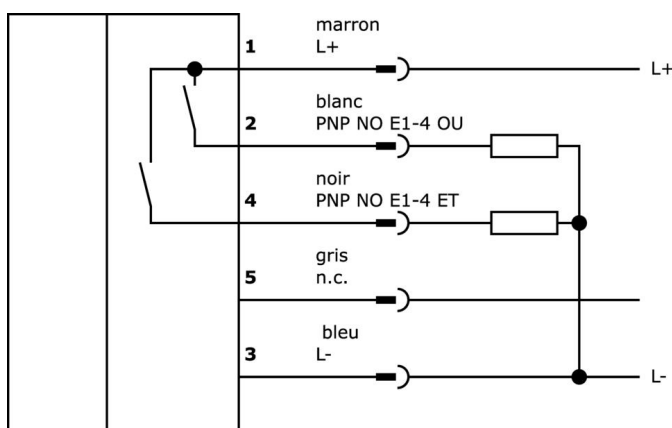 marron
1 L+
L+
blanc
2 PNP NO E1-4 OU
noir
4 PNP NO E1-4 ET
gris
5 n.c.
bleu
3 L-
L-